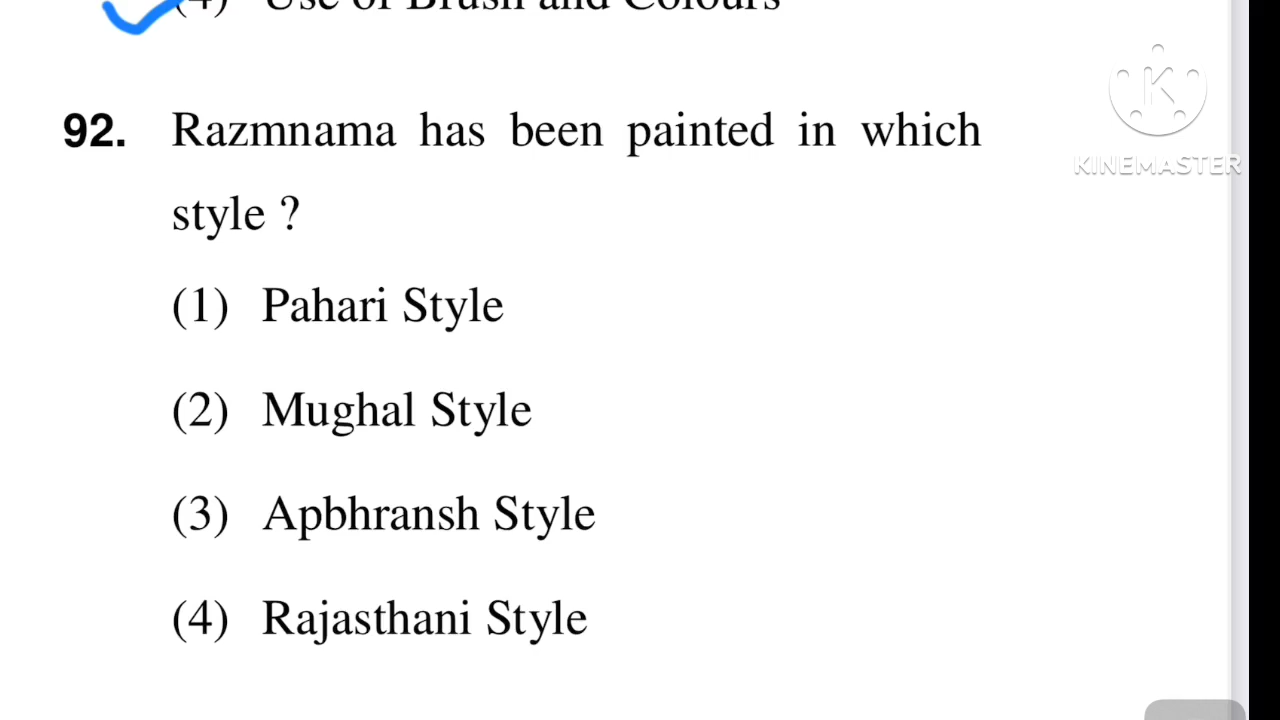 (4) Use of Brush and Colours
92. Razmnama has been painted in which
style ?
(1) Pahari Style
(2) Mughal Style
(3) Apbhransh Style
(4) Rajasthani Style
K
KINEMASTER